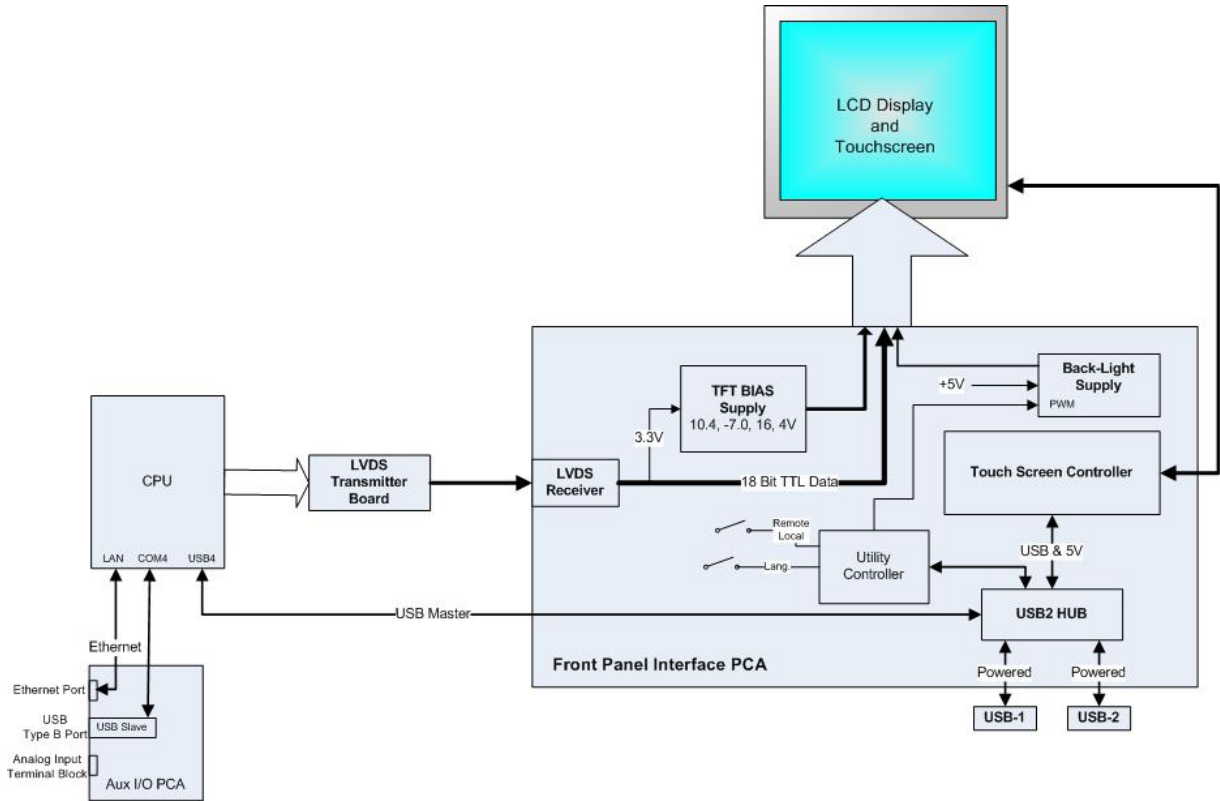 LCD Display
and
Touchscreen
Back-Light
Supply
PWM
+5V
TFT BIAS
Supply
10.4, -7.0, 16, 4V
3.3V
CPU
LAN
COM4
USB4
LVDS
Transmitter
Board
LVDS
Receiver
18 Bit TTL Data
Touch Screen Controller
Remote
Local
Lang.
Utility
Controller
USB & 5V
USB Master
USB2 HUB
Ethernet
Front Panel Interface PCA
Powered
Powered
USB-1
USB-2
Ethernet Port
USB
Type B Port
USB Slave
Analog Input
Terminal Block
Aux I/O PCA